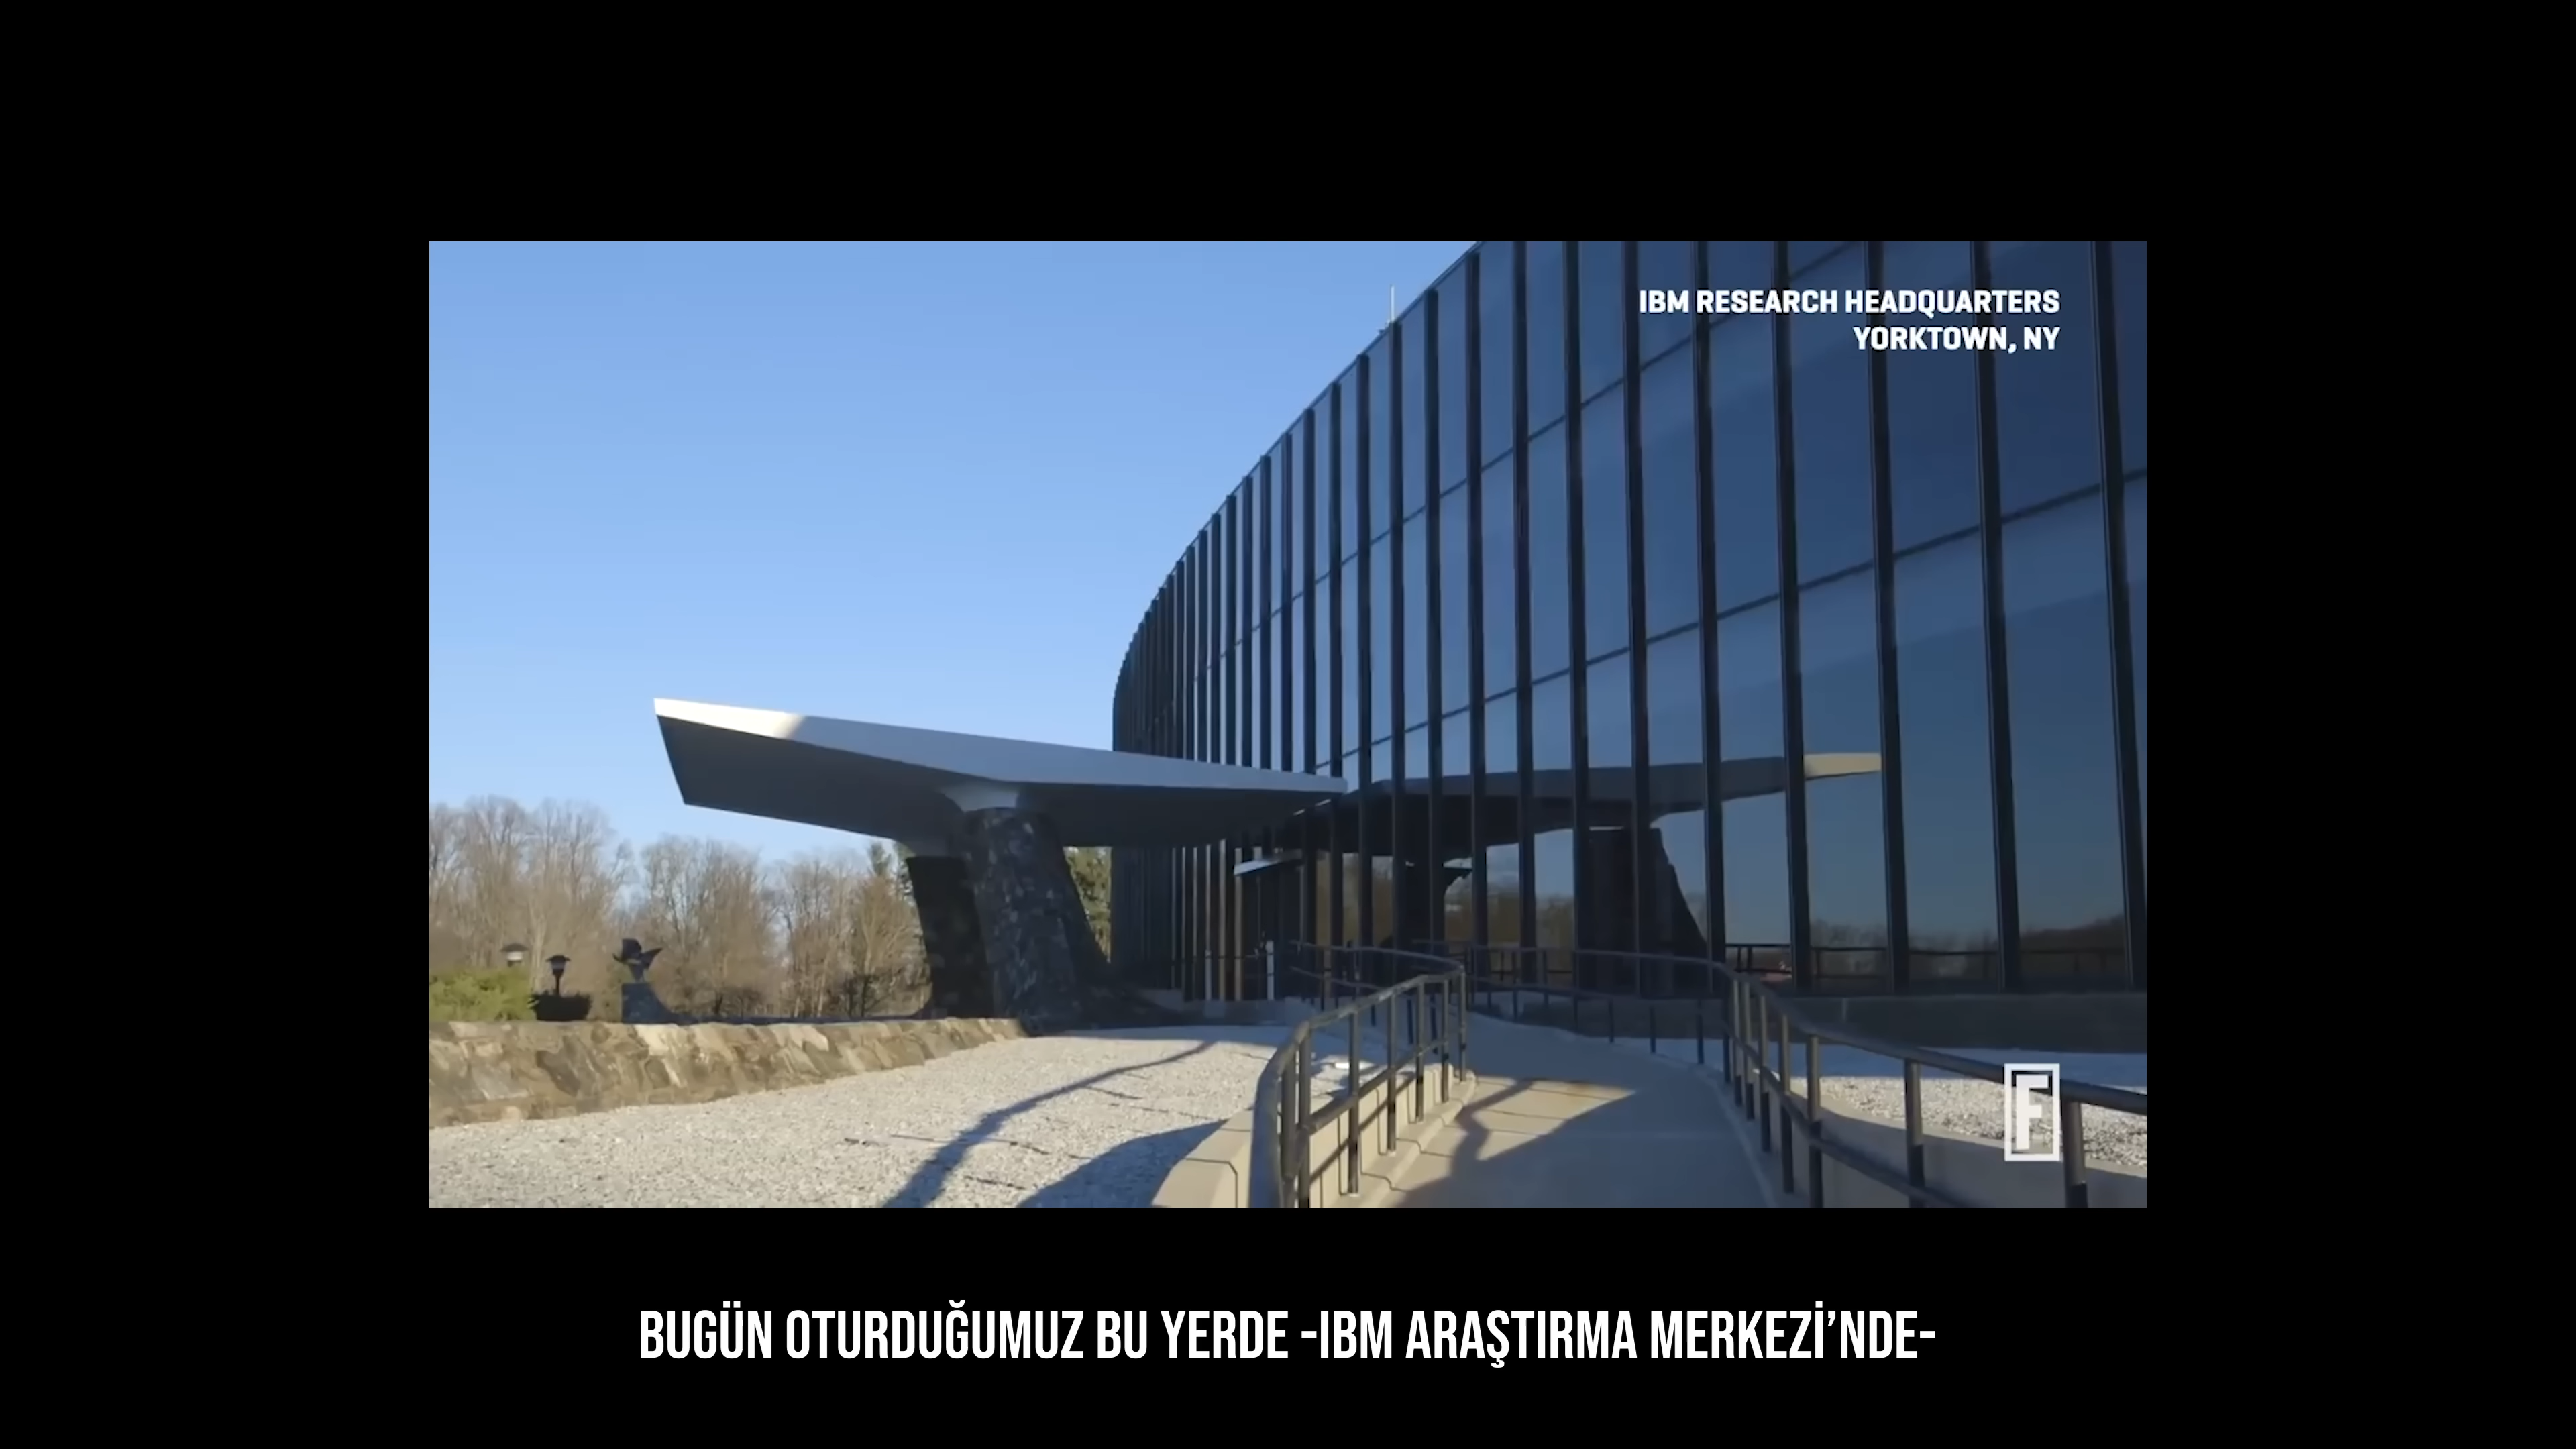 IBM RESEARCH HEADQUARTERS
YORKTOWN, NY
F
BUGÜN OTURDUĞUMUZ BU YERDE -IBM ARAŞTIRMA MERKEZİ’NDE-